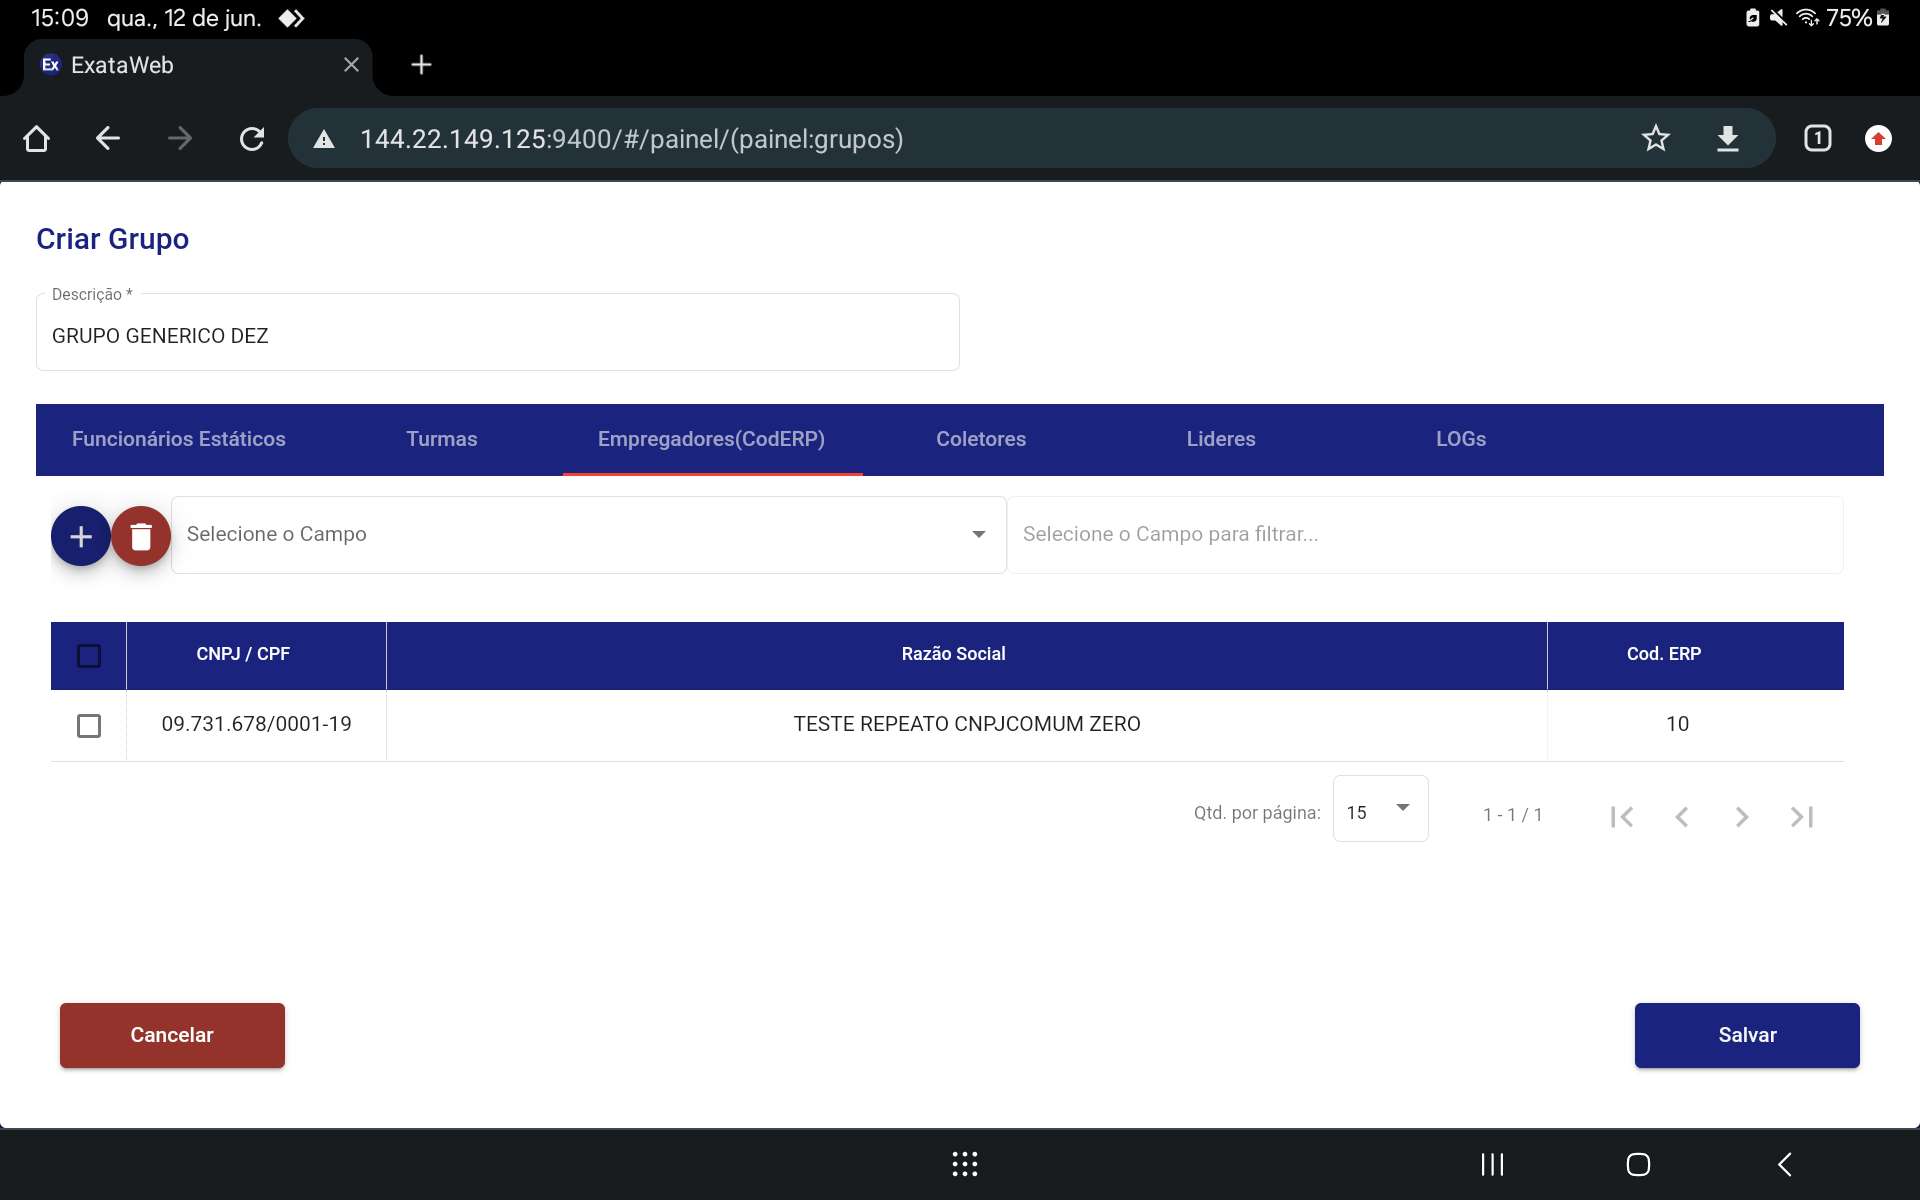 15:09 qua., 12 de jun. 75%
Ex ExataWeb
144.22.149.125:9400/#/painel/(painel:grupos) 1
Criar Grupo
Descrição *
GRUPO GENERICO DEZ
Funcionários Estáticos Turmas Empregadores(CodERP) Coletores Lideres LOGs
Selecione o Campo Selecione o Campo para filtrar...
CNPJ / CPF Razão Social Cod. ERP
09.731.678/0001-19 TESTE REPEATO CNPJCOMUM ZERO 10
Qtd. por página: 15 1 - 1 / 1
Cancelar Salvar